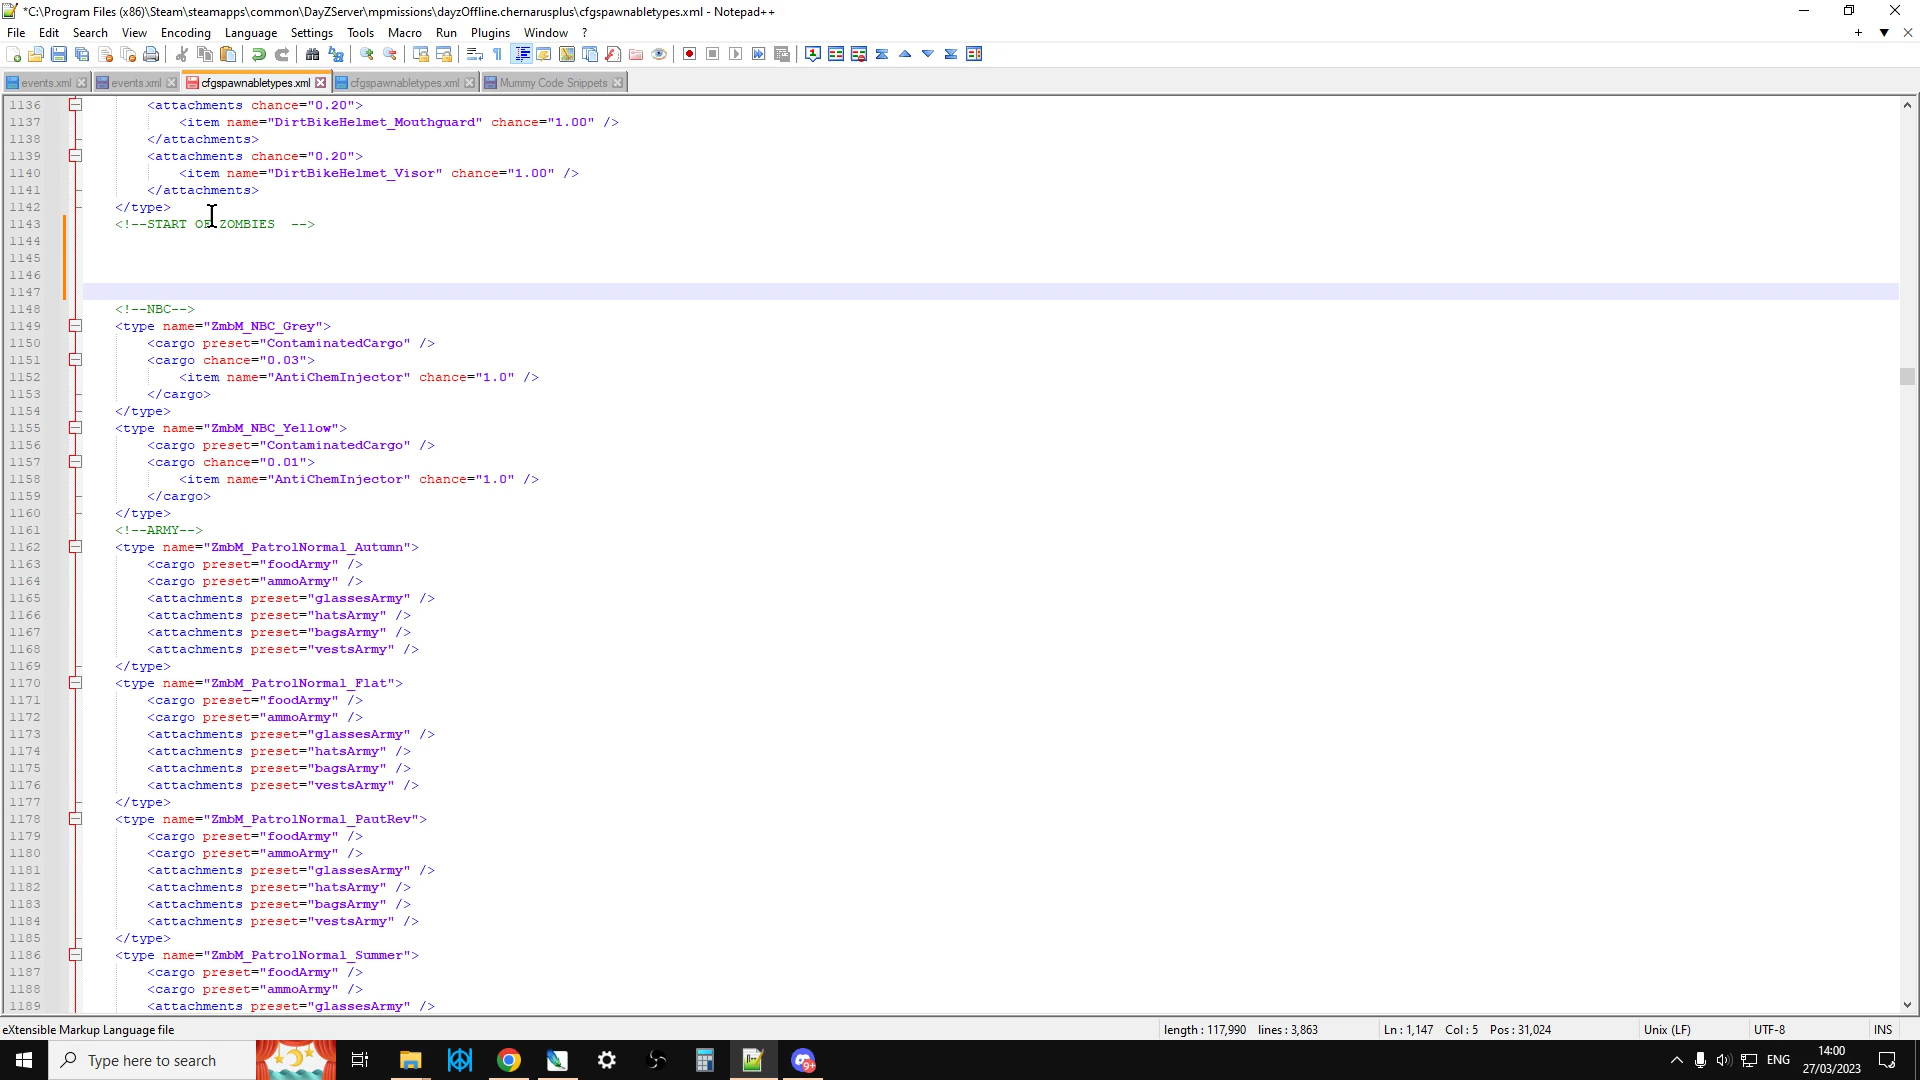 *C:\Program Files (x86)\Steam\steamapps\common\DayZServer\mpmissions\dayzOffline.chernarusplus\cfgspawnabletypes.xml - Notepad++
File Edit Search View Encoding Language Settings Tools Macro Run Plugins Window ?
events.xml events.xml cfgspawnabletypes.xml cfgspawnabletypes.xml Mummy Code Snippets
1136 <attachments chance="0.20">
1137 <item name="DirtBikeHelmet_Mouthguard" chance="1.00" />
1138 </attachments>
1139 <attachments chance="0.20">
1140 <item name="DirtBikeHelmet_Visor" chance="1.00" />
1141 </attachments>
1142 </type>
1143 <!--START OF ZOMBIES -->
1144
1145
1146
1147
1148 <!--NBC-->
1149 <type name="ZmbM_NBC_Grey">
1150 <cargo preset="ContaminatedCargo" />
1151 <cargo chance="0.03">
1152 <item name="AntiChemInjector" chance="1.0" />
1153 </cargo>
1154 </type>
1155 <type name="ZmbM_NBC_Yellow">
1156 <cargo preset="ContaminatedCargo" />
1157 <cargo chance="0.01">
1158 <item name="AntiChemInjector" chance="1.0" />
1159 </cargo>
1160 </type>
1161 <!--ARMY-->
1162 <type name="ZmbM_PatrolNormal_Autumn">
1163 <cargo preset="foodArmy" />
1164 <cargo preset="ammoArmy" />
1165 <attachments preset="glassesArmy" />
1166 <attachments preset="hatsArmy" />
1167 <attachments preset="bagsArmy" />
1168 <attachments preset="vestsArmy" />
1169 </type>
1170 <type name="ZmbM_PatrolNormal_Flat">
1171 <cargo preset="foodArmy" />
1172 <cargo preset="ammoArmy" />
1173 <attachments preset="glassesArmy" />
1174 <attachments preset="hatsArmy" />
1175 <attachments preset="bagsArmy" />
1176 <attachments preset="vestsArmy" />
1177 </type>
1178 <type name="ZmbM_PatrolNormal_PautRev">
1179 <cargo preset="foodArmy" />
1180 <cargo preset="ammoArmy" />
1181 <attachments preset="glassesArmy" />
1182 <attachments preset="hatsArmy" />
1183 <attachments preset="bagsArmy" />
1184 <attachments preset="vestsArmy" />
1185 </type>
1186 <type name="ZmbM_PatrolNormal_Summer">
1187 <cargo preset="foodArmy" />
1188 <cargo preset="ammoArmy" />
1189 <attachments preset="glassesArmy" />
eXtensible Markup Language file length : 117,990 lines : 3,863 Ln : 1,147 Col : 5 Pos : 31,024 Unix (LF) UTF-8 INS
Type here to search ENG 14:00
27/03/2023